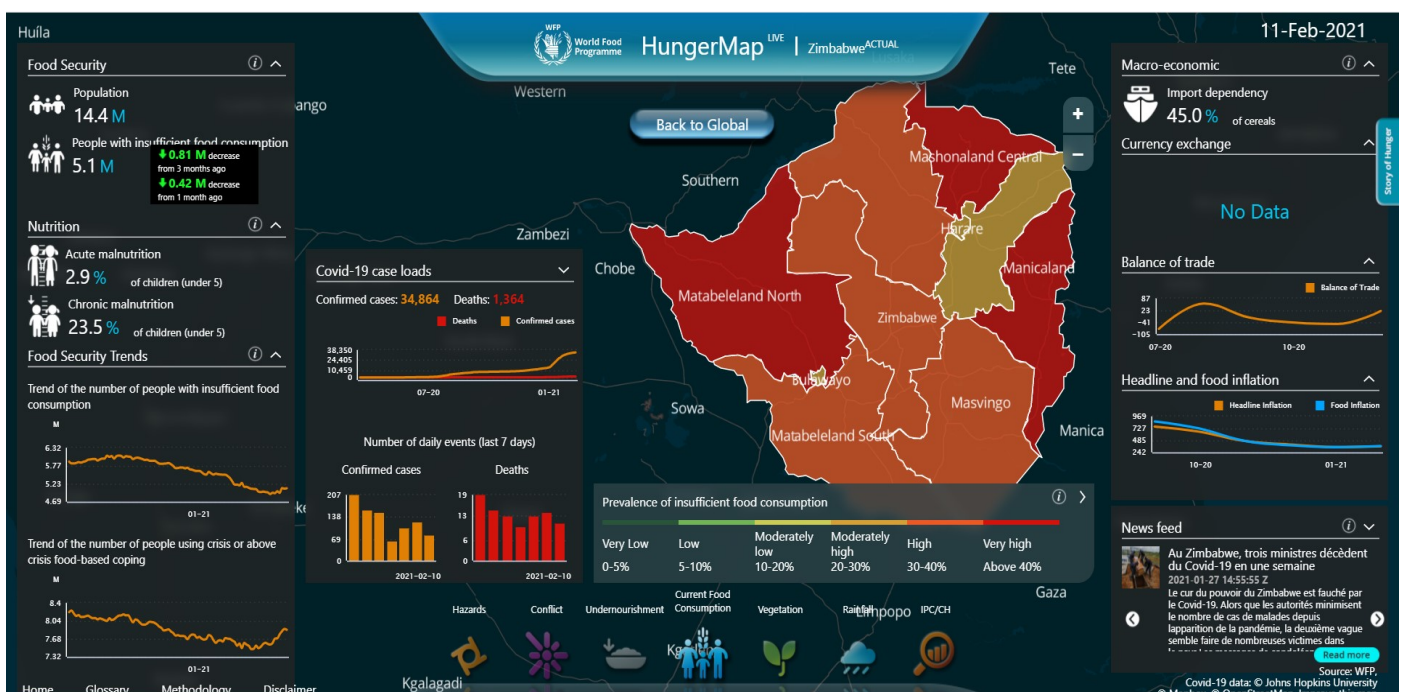 Huíla
WFP
World Food
Programme
HungerMap LIVE | Zimbabwe ACTUAL
11-Feb-2021
Food Security
Population
14.4 M
People with insufficient food consumption
5.1 M
0.81 M decrease
from 3 months ago
0.42 M decrease
from 1 month ago
Nutrition
Acute malnutrition
2.9 % of children (under 5)
Chronic malnutrition
23.5 % of children (under 5)
Food Security Trends
Trend of the number of people with insufficient food
consumption
M
6.32
5.77
5.23
4.69
01-21
Trend of the number of people using crisis or above
crisis food-based coping
M
8.4
8.04
7.68
7.32
01-21
Home Glossary Methodology Disclaimer
Covid-19 case loads
Confirmed cases: 34,864 Deaths: 1,364
Deaths Confirmed cases
38,350
24,405
10,459
0
07-20 01-21
Number of daily events (last 7 days)
Confirmed cases Deaths
207
138
69
0
2021-02-10
19
13
6
0
2021-02-10
Back to Global
+
−
Western
Southern
Zambezi
Chobe
Sowa
Kgalagadi
Lusaka
Tete
Mashonaland Central
Harare
Manicaland
Matabeleland North
Zimbabwe
Bulawayo
Masvingo
Matabeleland South
Manica
Gaza
Limpopo
Prevalence of insufficient food consumption
Very Low Low Moderately low Moderately high High Very high
0-5% 5-10% 10-20% 20-30% 30-40% Above 40%
Hazards Conflict Undernourishment Current Food Consumption Vegetation Rainfall IPC/CH
Macro-economic
Import dependency
45.0 % of cereals
Currency exchange
No Data
Balance of trade
Balance of Trade
87
23
-41
-105
07-20 10-20
Headline and food inflation
Headline Inflation Food Inflation
969
727
485
242
10-20 01-21
Story of Hunger
News feed
Au Zimbabwe, trois ministres décèdent
du Covid-19 en une semaine
2021-01-27 14:55:55 Z
Le cur du pouvoir du Zimbabwe est fauché par
le Covid-19. Alors que les autorités minimisent
le nombre de cas de malades depuis
lapparition de la pandémie, la deuxième vague
semble faire de nombreuses victimes dans
Read more
Source: WFP,
Covid-19 data: © Johns Hopkins University